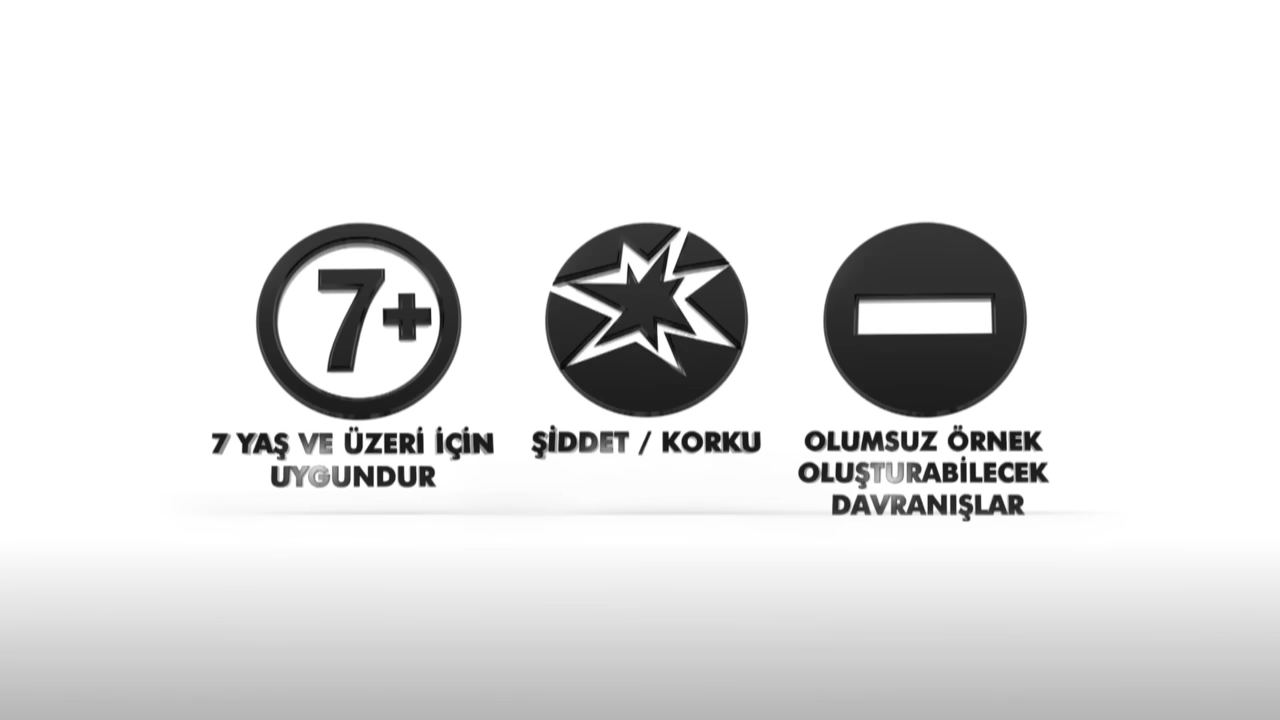 7+
7 YAŞ VE ÜZERİ İÇİN
UYGUNDUR
ŞİDDET / KORKU
OLUMSUZ ÖRNEK
OLUŞTURABİLECEK
DAVRANIŞLAR